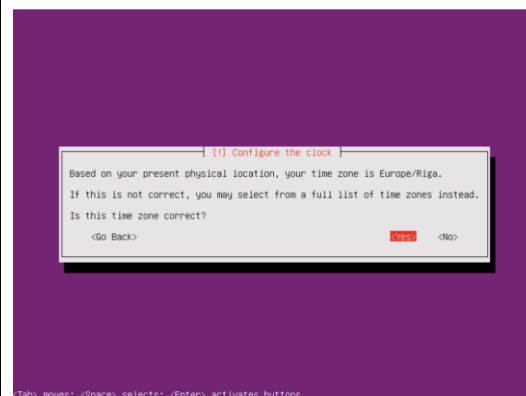 [!] Configure the clock
Based on your present physical location, your time zone is Europe/Riga.
If this is not correct, you may select from a full list of time zones instead.
Is this time zone correct?
<Go Back> <Yes> <No>
<Tab> moves; <Space> selects; <Enter> activates buttons